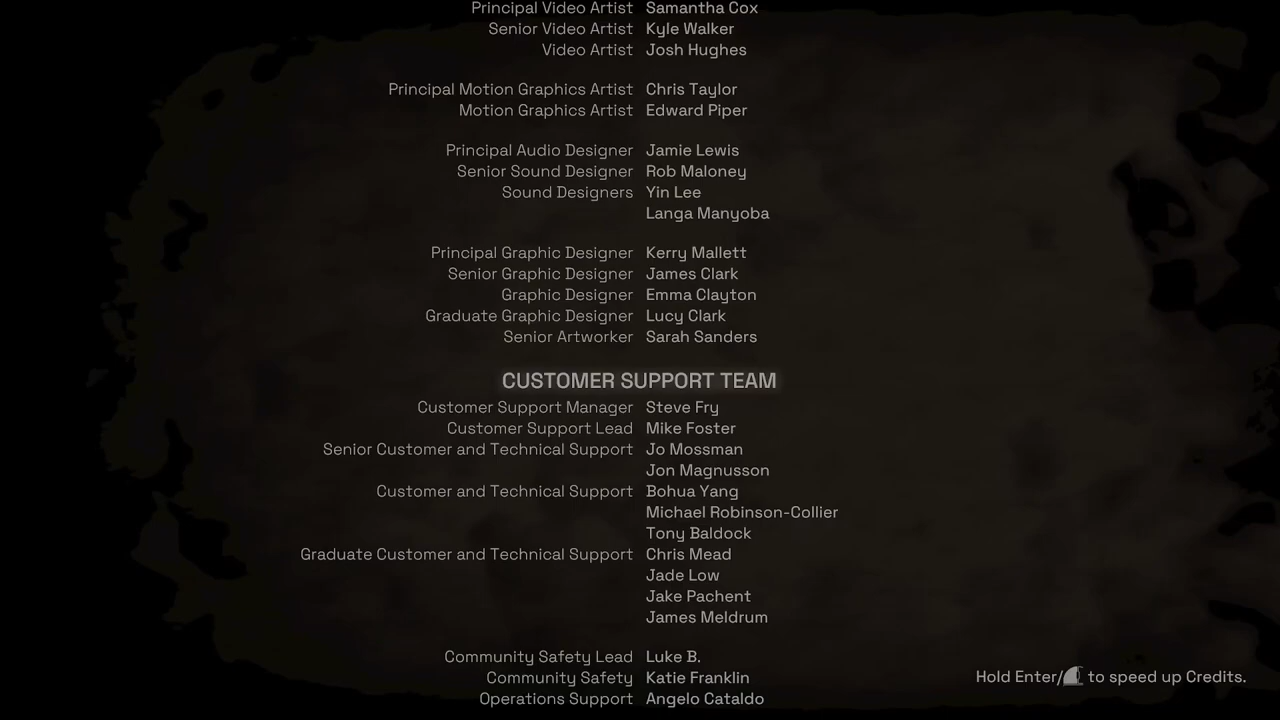 Principal Video Artist Samantha Cox
Senior Video Artist Kyle Walker
Video Artist Josh Hughes
Principal Motion Graphics Artist Chris Taylor
Motion Graphics Artist Edward Piper
Principal Audio Designer Jamie Lewis
Senior Sound Designer Rob Maloney
Sound Designers Yin Lee
Langa Manyoba
Principal Graphic Designer Kerry Mallett
Senior Graphic Designer James Clark
Graphic Designer Emma Clayton
Graduate Graphic Designer Lucy Clark
Senior Artworker Sarah Sanders
CUSTOMER SUPPORT TEAM
Customer Support Manager Steve Fry
Customer Support Lead Mike Foster
Senior Customer and Technical Support Jo Mossman
Jon Magnusson
Customer and Technical Support Bohua Yang
Michael Robinson-Collier
Tony Baldock
Graduate Customer and Technical Support Chris Mead
Jade Low
Jake Pachent
James Meldrum
Community Safety Lead Luke B.
Community Safety Katie Franklin
Operations Support Angelo Cataldo
Hold Enter/ to speed up Credits.